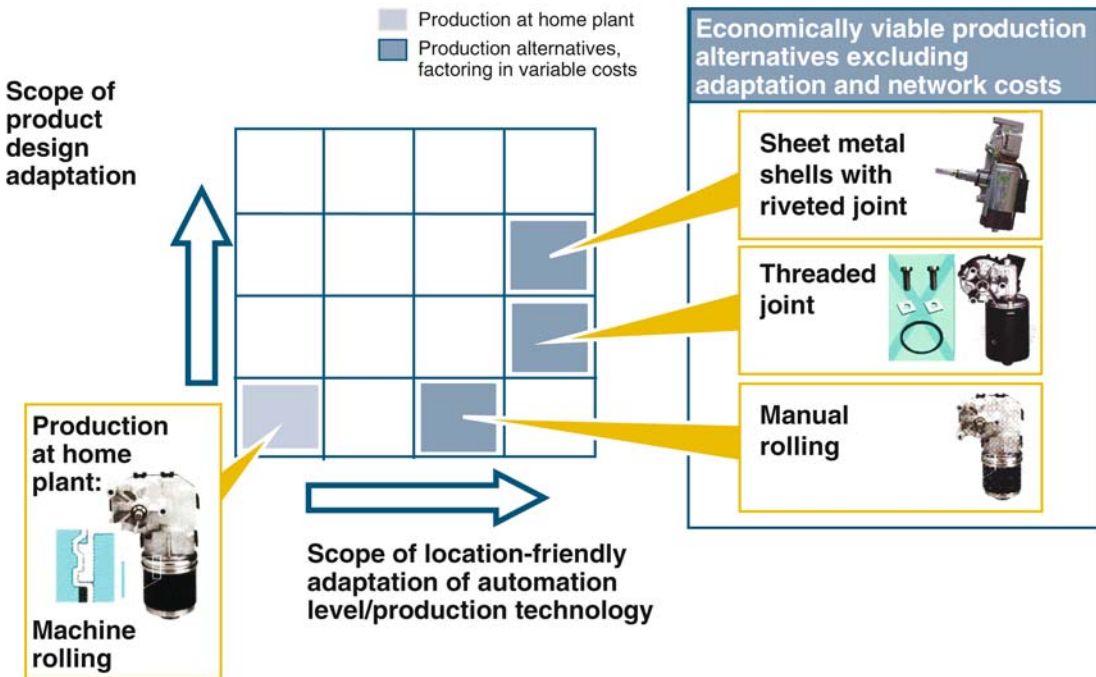 Production at home plant
Production alternatives,
factoring in variable costs
Economically viable production
alternatives excluding
adaptation and network costs
Scope of
product
design
adaptation
Sheet metal
shells with
riveted joint
Threaded
joint
Manual
rolling
Production
at home
plant:
Machine
rolling
Scope of location-friendly
adaptation of automation
level/production technology